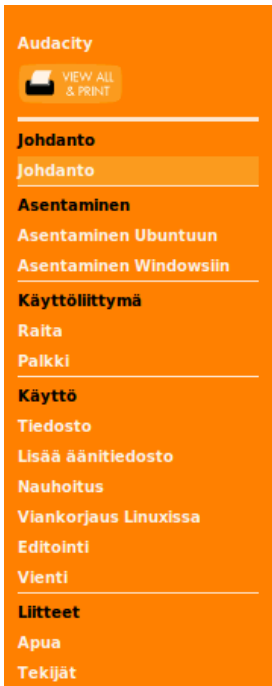 Audacity
VIEW ALL
& PRINT
Johdanto
Johdanto
Asentaminen
Asentaminen Ubuntuun
Asentaminen Windowsiin
Käyttöliittymä
Raita
Palkki
Käyttö
Tiedosto
Lisää äänitiedosto
Nauhoitus
Viankorjaus Linuxissa
Editointi
Vienti
Liitteet
Apua
Tekijät